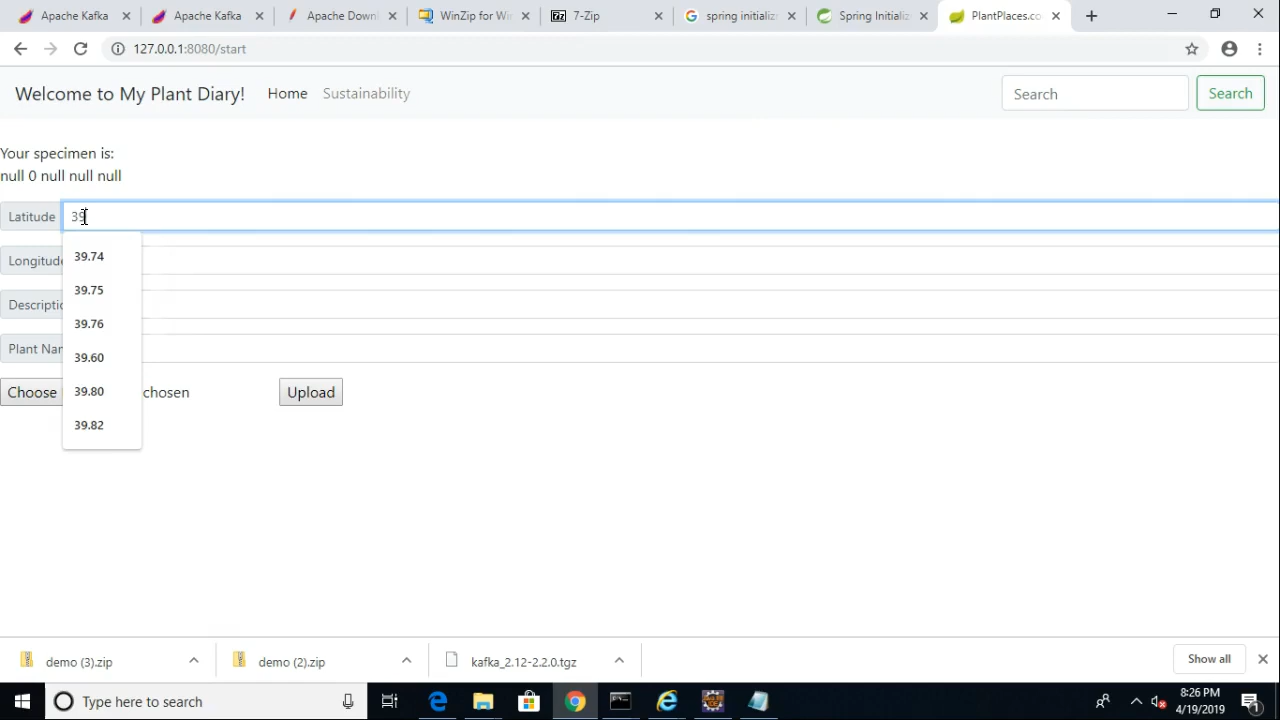 Apache Kafka
Apache Kafka
Apache Down
WinZip for Wi
7-Zip
spring initializ
Spring Initializ
PlantPlaces.co
127.0.0.1:8080/start
Welcome to My Plant Diary!
Home
Sustainability
Search
Search
Your specimen is:
null 0 null null null
Latitude
39
39.74
39.75
39.76
39.60
39.80
39.82
Longitude
Descriptio
Plant Nam
Choose
chosen
Upload
demo (3).zip
demo (2).zip
kafka_2.12-2.2.0.tgz
Show all
Type here to search
8:26 PM
4/19/2019
1